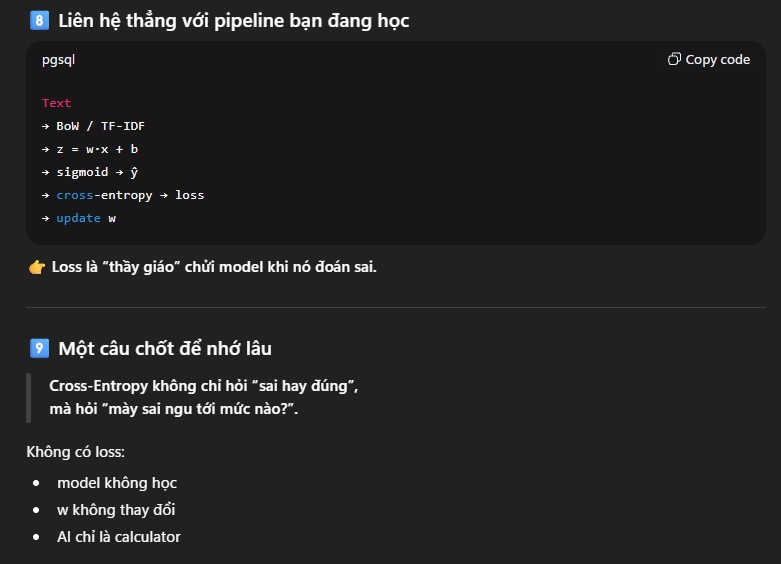 8 Liên hệ thẳng với pipeline bạn đang học
pgsql
Copy code
Text
→ BoW / TF-IDF
→ z = w·x + b
→ sigmoid → ŷ
→ cross-entropy → loss
→ update w
👉 Loss là “thầy giáo” chửi model khi nó đoán sai.
9 Một câu chốt để nhớ lâu
Cross-Entropy không chỉ hỏi “sai hay đúng”,
mà hỏi “mày sai ngu tới mức nào?”.
Không có loss:
• model không học
• w không thay đổi
• AI chỉ là calculator